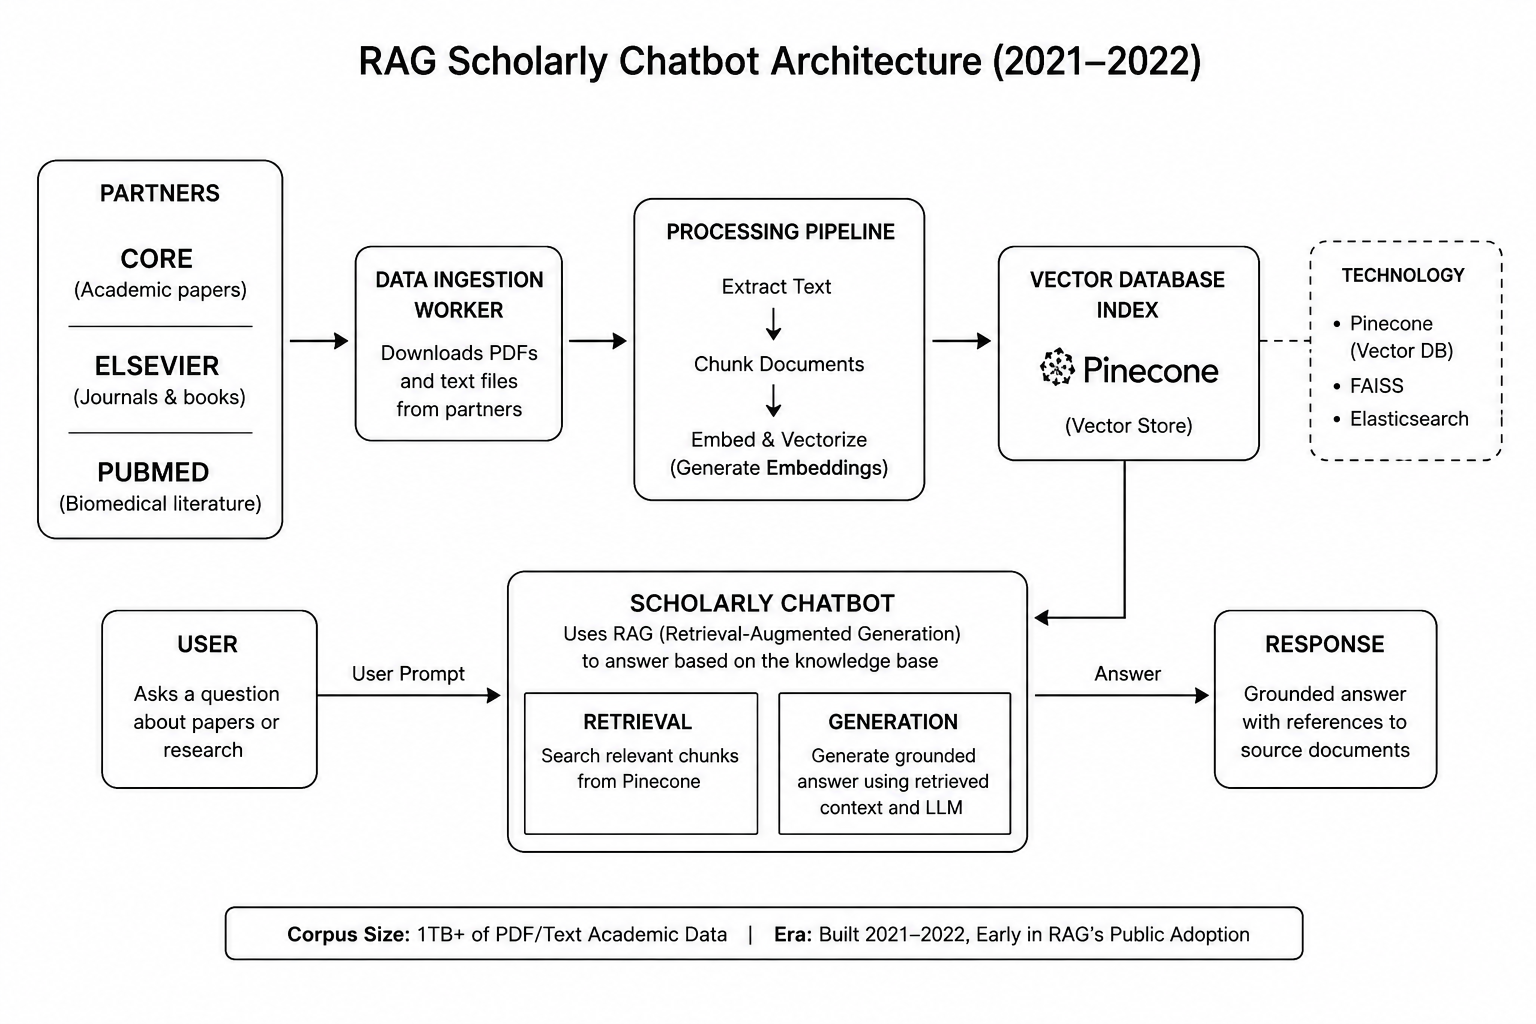 RAG Scholarly Chatbot Architecture (2021–2022)
PARTNERS
CORE
(Academic papers)
ELSEVIER
(Journals & books)
PUBMED
(Biomedical literature)
DATA INGESTION
WORKER
Downloads PDFs
and text files
from partners
PROCESSING PIPELINE
Extract Text
Chunk Documents
Embed & Vectorize
(Generate Embeddings)
VECTOR DATABASE
INDEX
Pinecone
(Vector Store)
TECHNOLOGY
• Pinecone
(Vector DB)
• FAISS
• Elasticsearch
USER
Asks a question
about papers or
research
User Prompt
SCHOLARLY CHATBOT
Uses RAG (Retrieval-Augmented Generation)
to answer based on the knowledge base
RETRIEVAL
Search relevant chunks
from Pinecone
GENERATION
Generate grounded
answer using retrieved
context and LLM
Answer
RESPONSE
Grounded answer
with references to
source documents
Corpus Size: 1TB+ of PDF/Text Academic Data | Era: Built 2021–2022, Early in RAG's Public Adoption